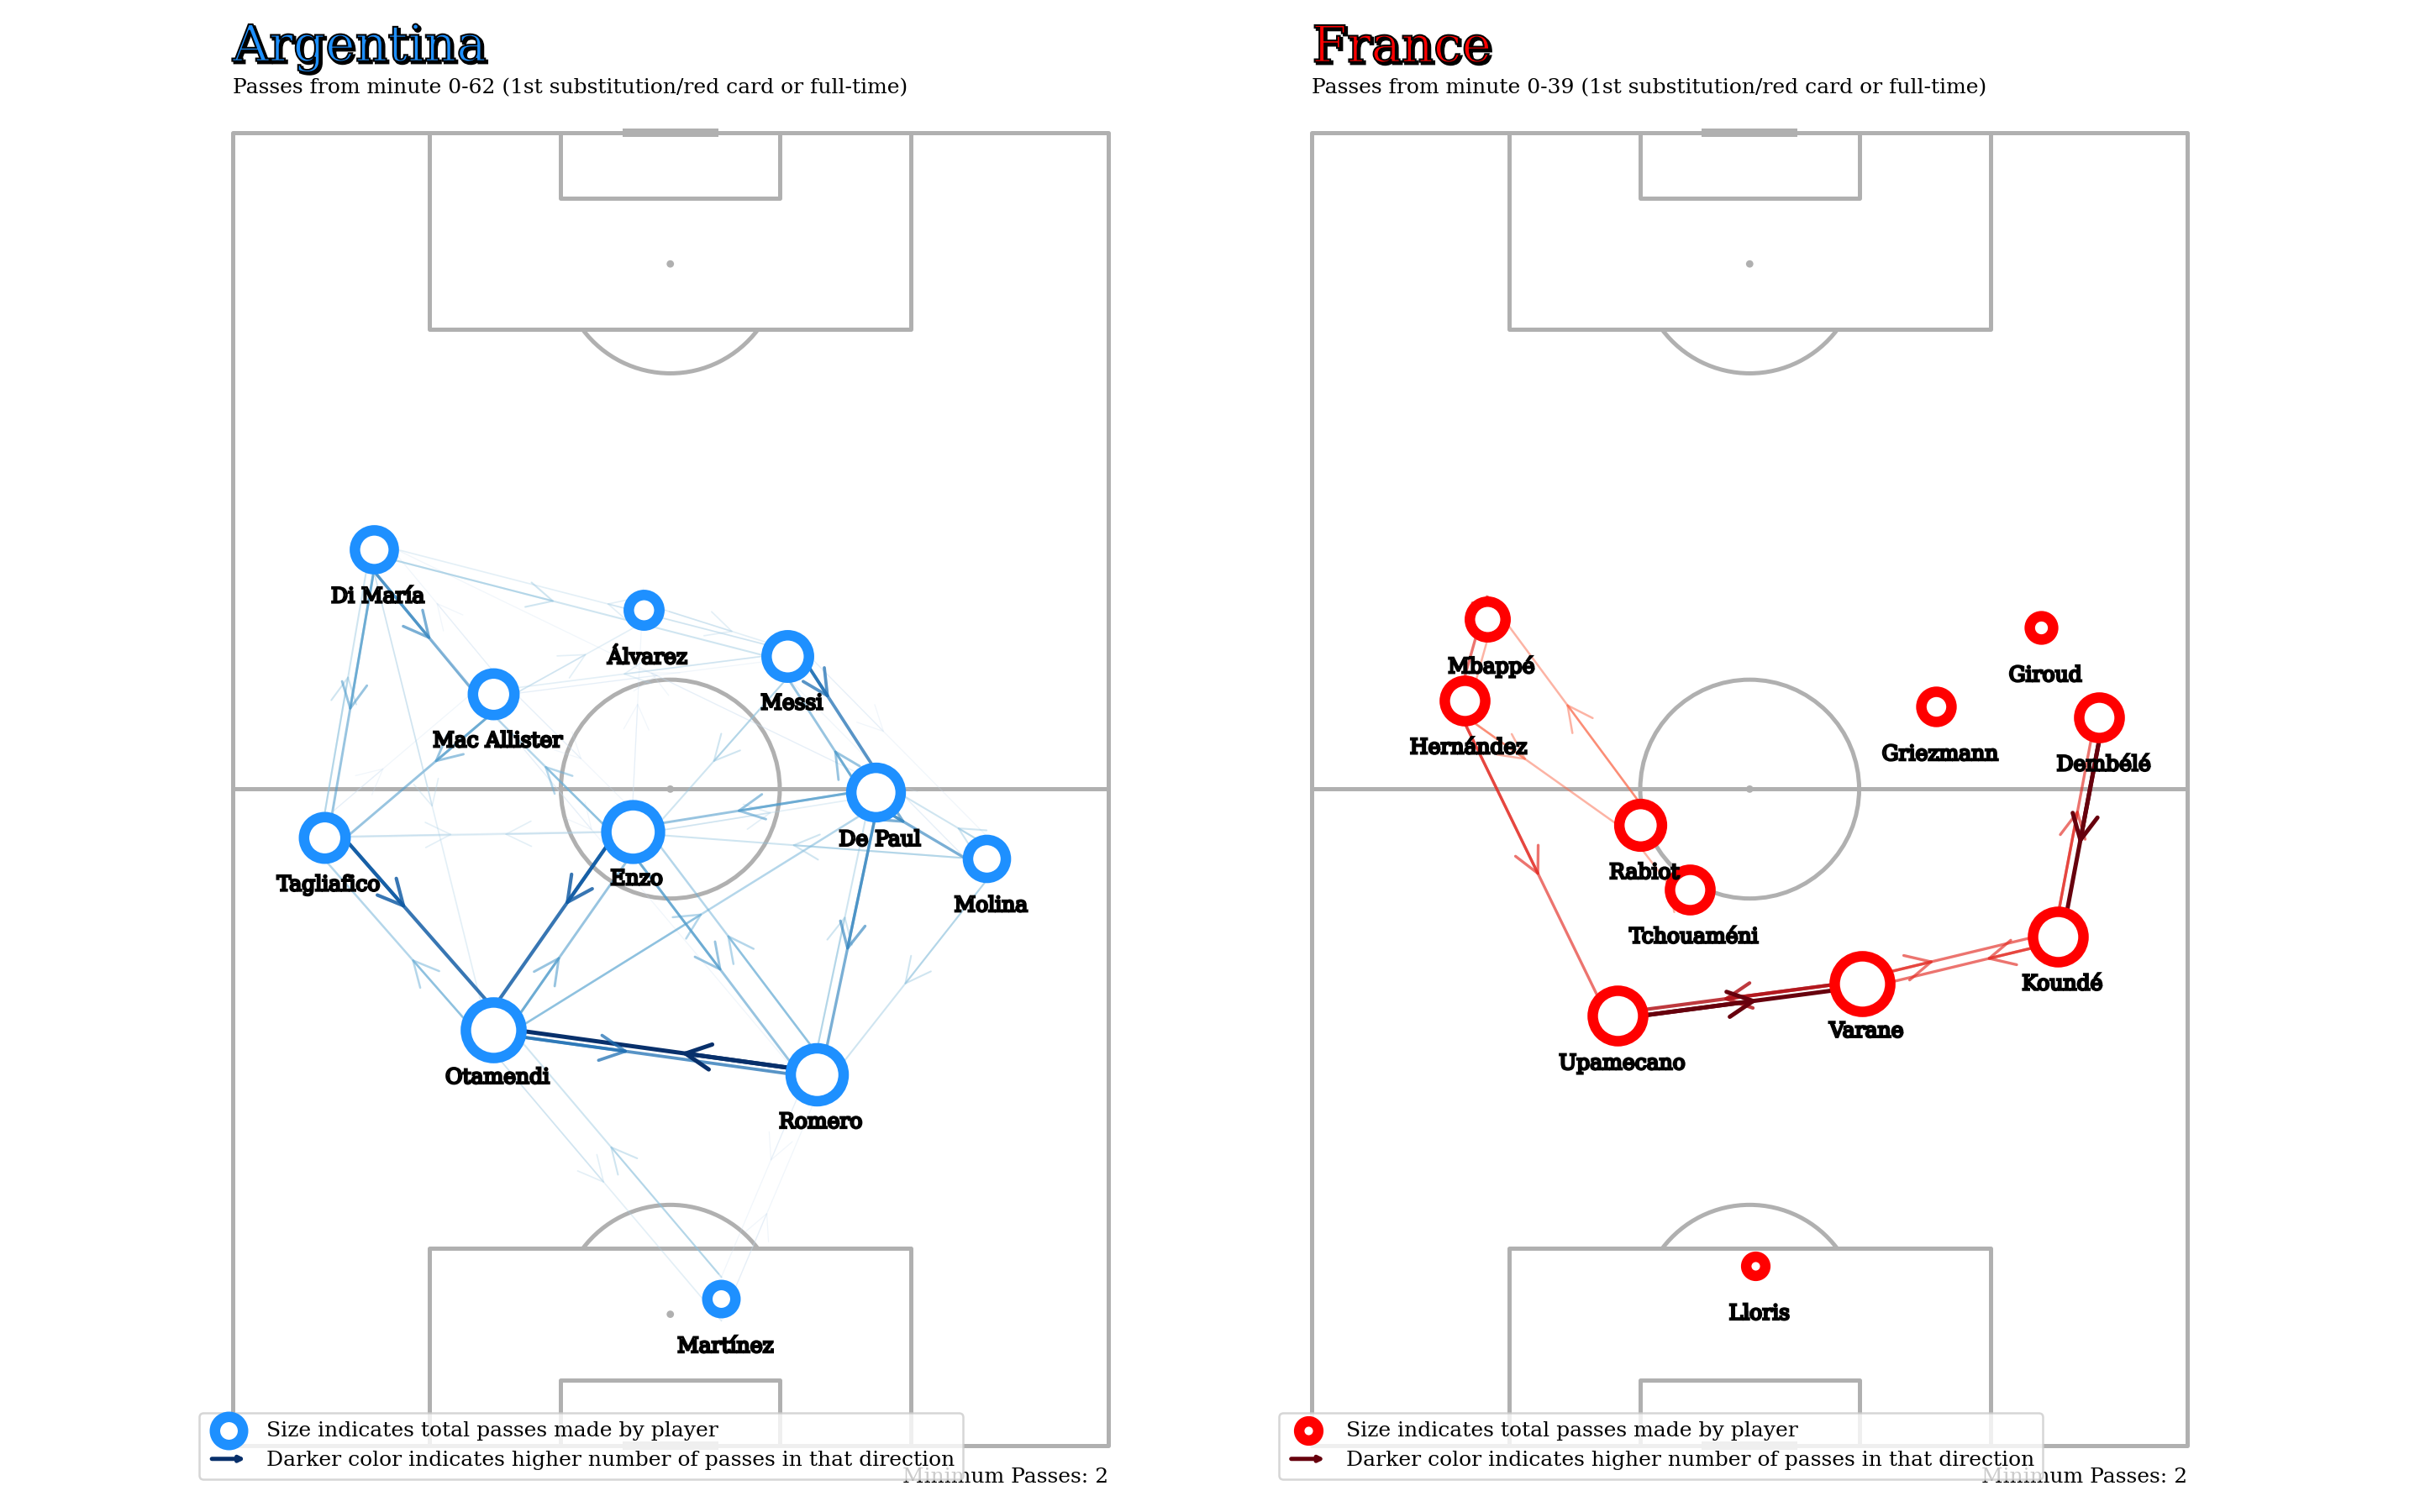 Argentina
Passes from minute 0-62 (1st substitution/red card or full-time)
Di María
Álvarez
Messi
Mac Allister
De Paul
Enzo
Tagliafico
Molina
Otamendi
Romero
Martínez
Size indicates total passes made by player
Darker color indicates higher number of passes in that direction
Minimum Passes: 2
France
Passes from minute 0-39 (1st substitution/red card or full-time)
Mbappé
Giroud
Hernández
Griezmann
Dembélé
Rabiot
Tchouaméni
Koundé
Varane
Upamecano
Lloris
Size indicates total passes made by player
Darker color indicates higher number of passes in that direction
Minimum Passes: 2